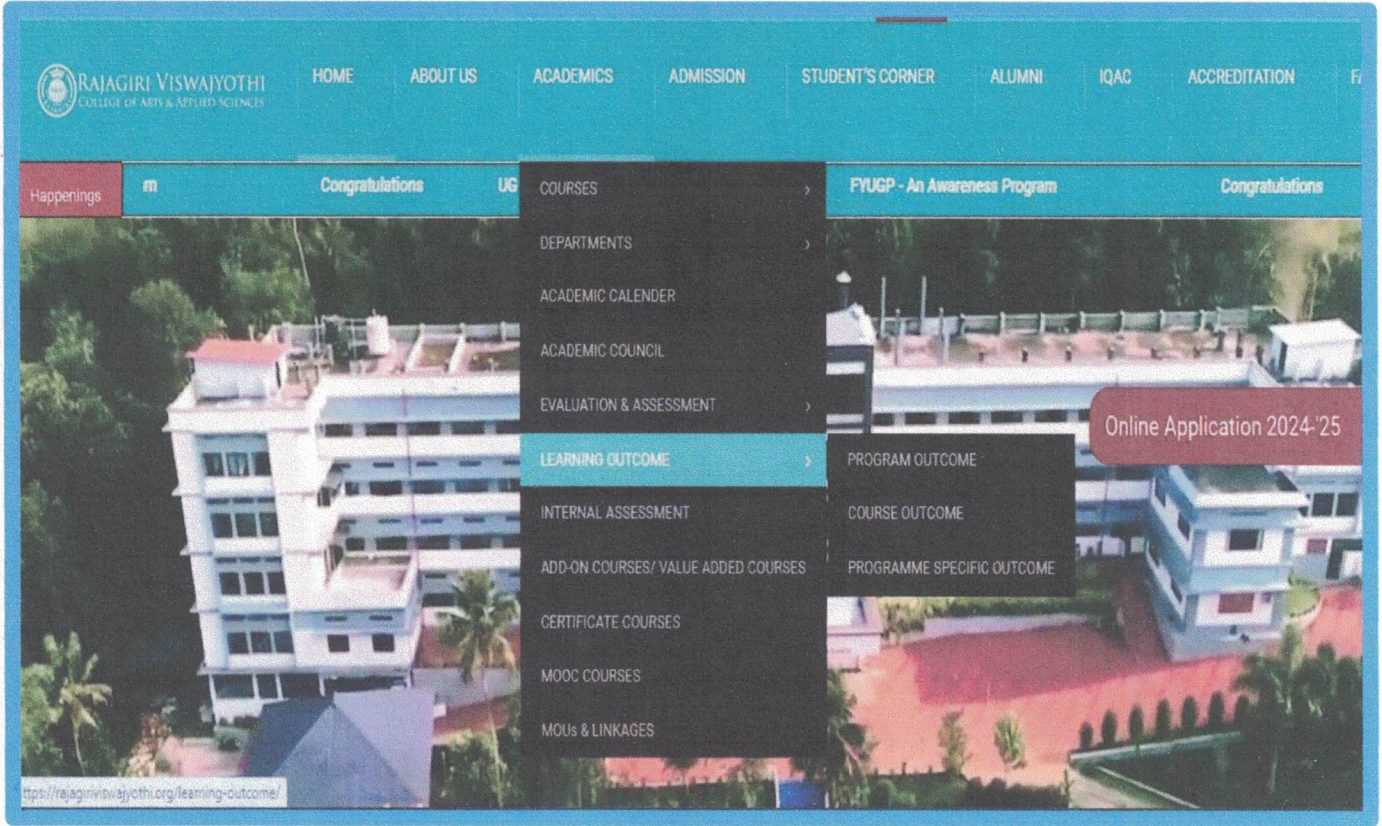 RAJAGIRI VISWAJYOTHI
COLLEGE OF ARTS & APPLIED SCIENCES
HOME ABOUT US ACADEMICS ADMISSION STUDENT'S CORNER ALUMNI IQAC ACCREDITATION
Happenings
Congratulations UG FYUGP - An Awareness Program Congratulations
COURSES
DEPARTMENTS
ACADEMIC CALENDER
ACADEMIC COUNCIL
EVALUATION & ASSESSMENT
LEARNING OUTCOME
INTERNAL ASSESSMENT
ADD-ON COURSES/ VALUE ADDED COURSES
CERTIFICATE COURSES
MOOC COURSES
MOUs & LINKAGES
PROGRAM OUTCOME
COURSE OUTCOME
PROGRAMME SPECIFIC OUTCOME
Online Application 2024-'25
ttps://rajagiriviswajyothi.org/learning-outcome/